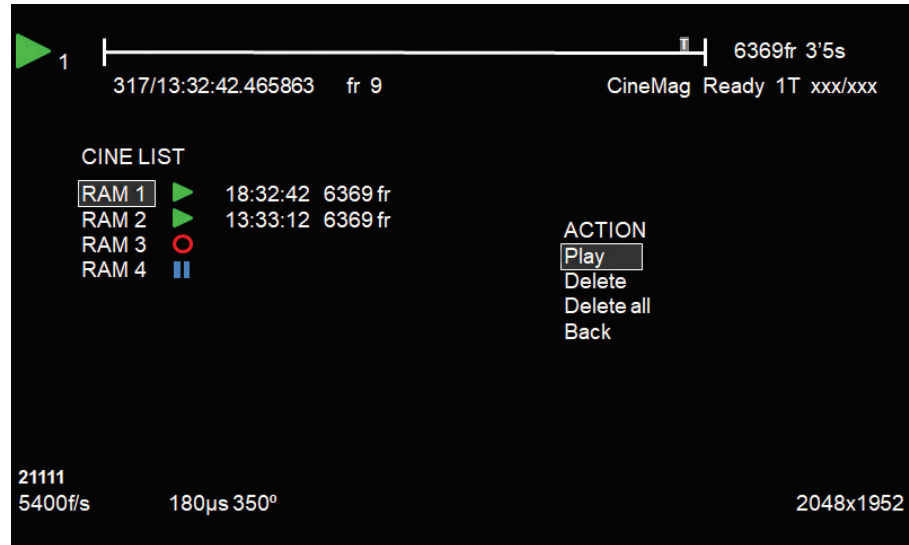 T 6369fr 3'5s
1
317/13:32:42.465863 fr 9 CineMag Ready 1T xxx/xxx
CINE LIST
RAM 1 18:32:42 6369 fr
RAM 2 13:33:12 6369 fr
RAM 3
RAM 4
ACTION
Play
Delete
Delete all
Back
21111
5400f/s 180µs 350º 2048x1952